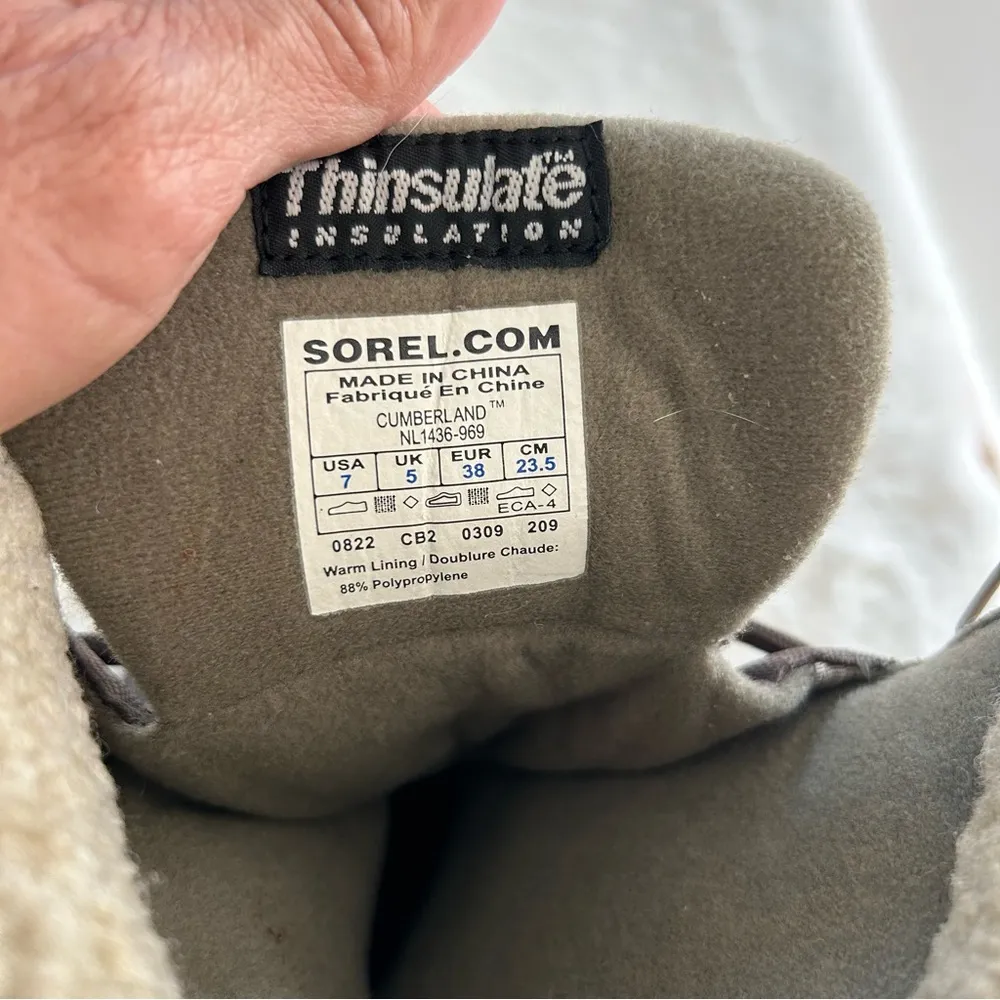 Thinsulate™
INSULATION
SOREL.COM
MADE IN CHINA
Fabriqué En Chine
CUMBERLAND™
NL1436-969
USA UK EUR CM
7 5 38 23.5
ECA-4
0822 CB2 0309 209
Warm Lining / Doublure Chaude:
88% PolyproPylene